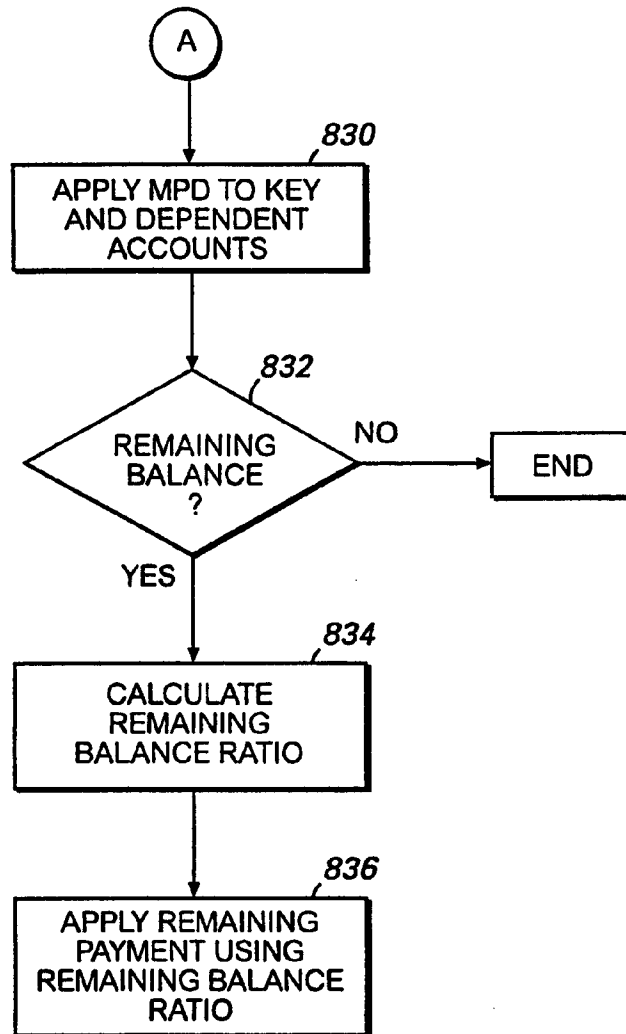 A
830
APPLY MPD TO KEY
AND DEPENDENT
ACCOUNTS
832
REMAINING
BALANCE
?
NO
END
YES
834
CALCULATE
REMAINING
BALANCE RATIO
836
APPLY REMAINING
PAYMENT USING
REMAINING BALANCE
RATIO